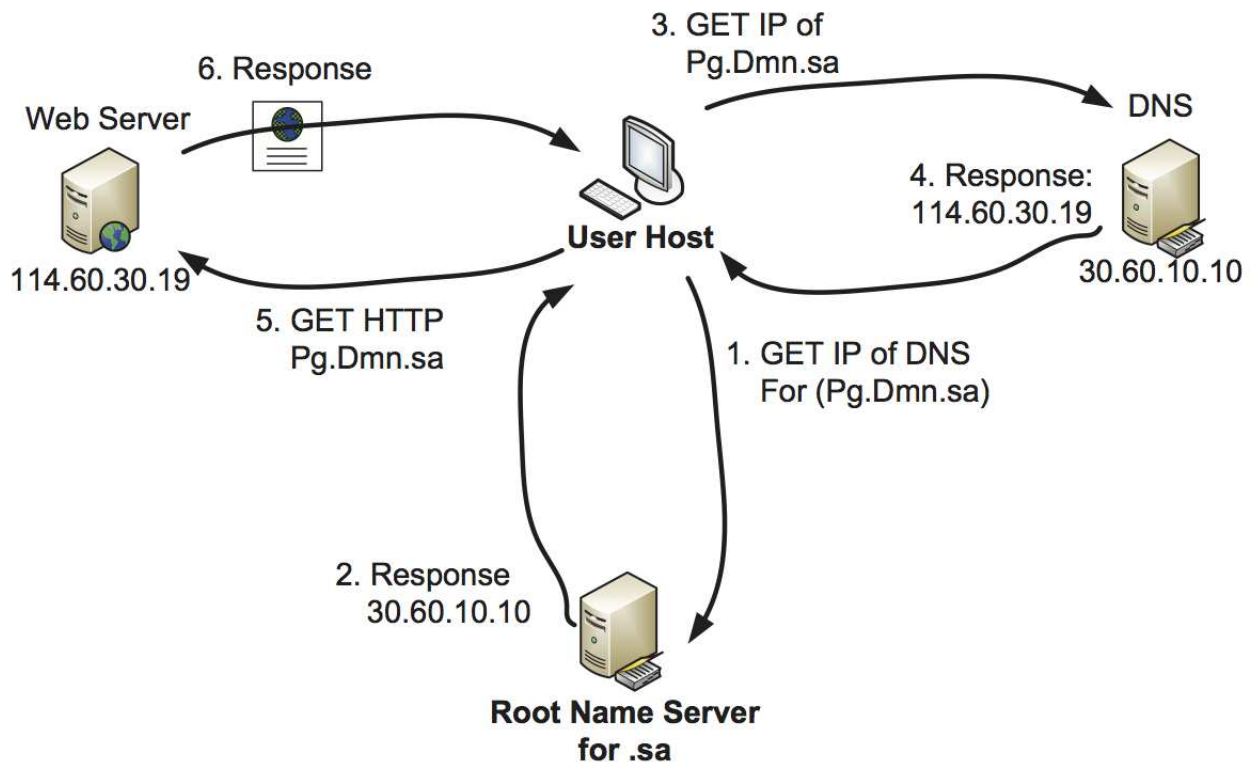 3. GET IP of
Pg.Dmn.sa
6. Response
Web Server
DNS
4. Response:
114.60.30.19
User Host
114.60.30.19
30.60.10.10
5. GET HTTP
Pg.Dmn.sa
1. GET IP of DNS
For (Pg.Dmn.sa)
2. Response
30.60.10.10
Root Name Server
for .sa